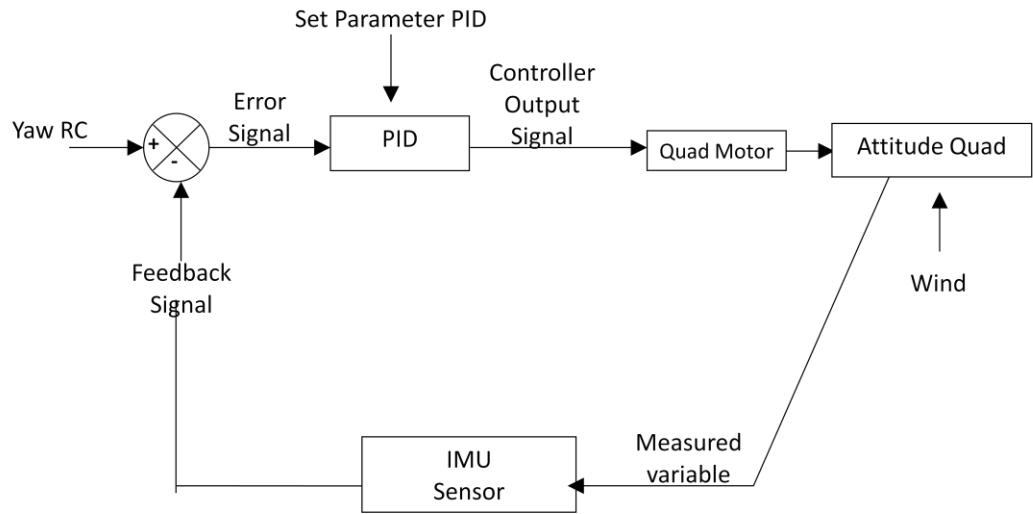 Set Parameter PID
Yaw RC
+
-
Error
Signal
PID
Controller
Output
Signal
Quad Motor
Attitude Quad
Wind
Feedback
Signal
IMU
Sensor
Measured
variable